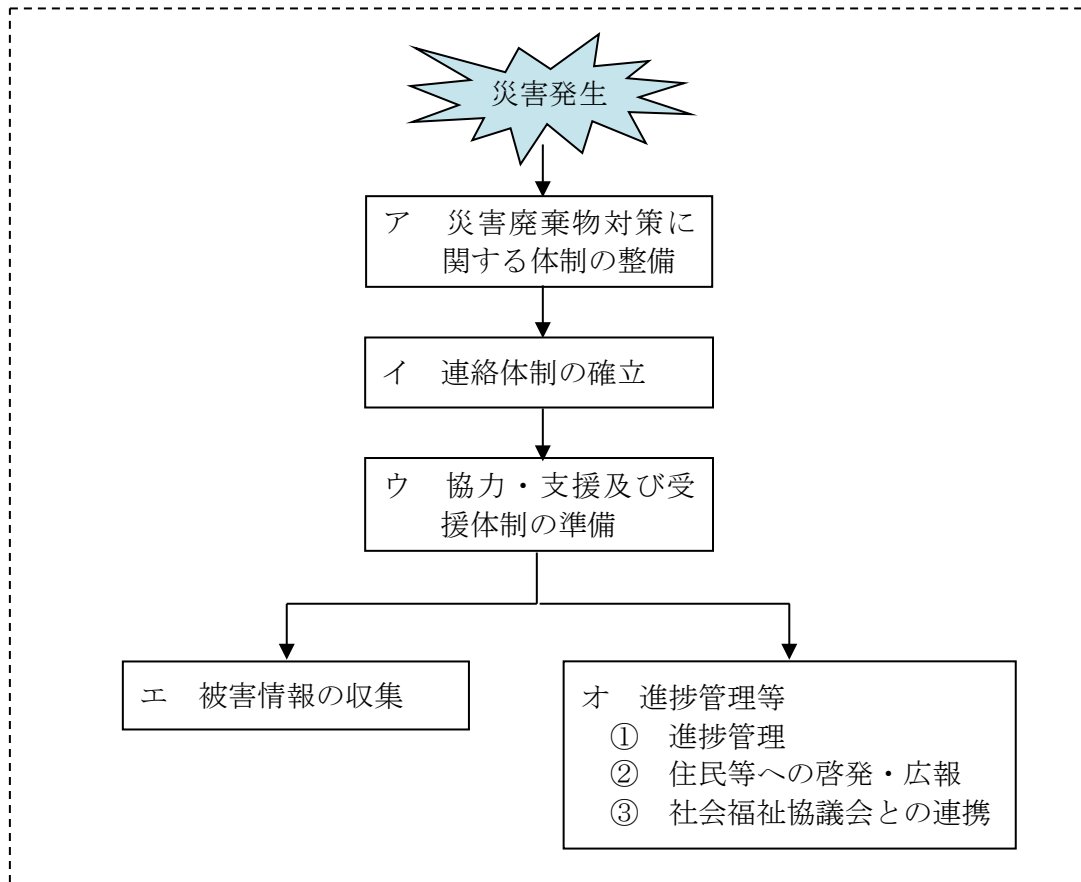 災害発生
ア 災害廃棄物対策に
関する体制の整備
イ 連絡体制の確立
ウ 協力・支援及び受
援体制の準備
エ 被害情報の収集
オ 進捗管理等
① 進捗管理
② 住民等への啓発・広報
③ 社会福祉協議会との連携